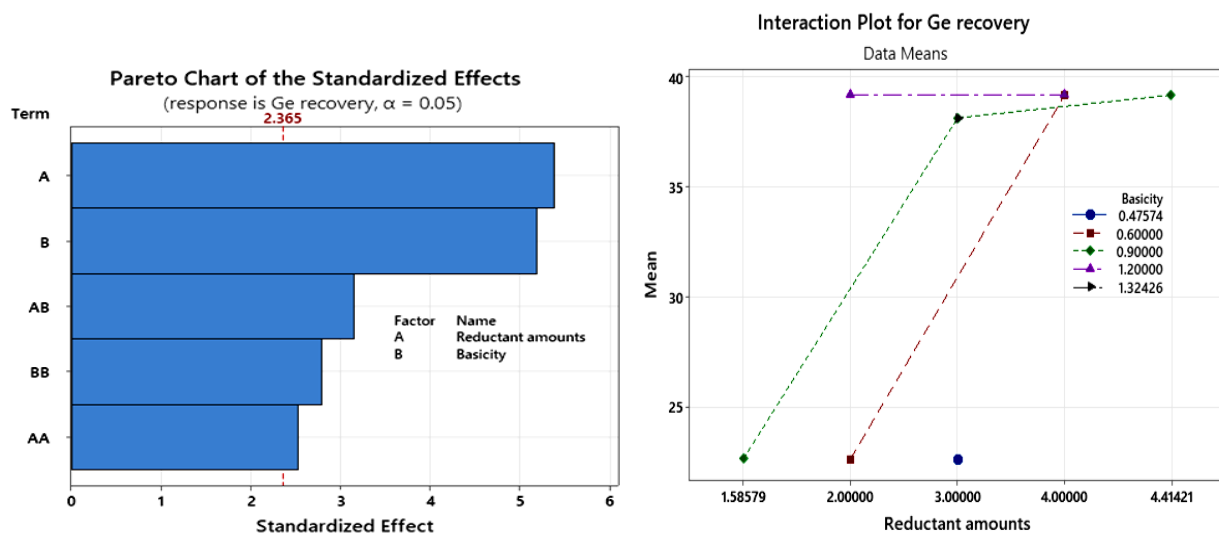 Pareto Chart of the Standardized Effects
(response is Ge recovery, α = 0.05)
Term
2.365
A
B
AB
BB
AA
Factor Name
A Reductant amounts
B Basicity
0 1 2 3 4 5 6
Standardized Effect
Interaction Plot for Ge recovery
Data Means
40
35
30
25
Mean
Basicity
0.47574
0.60000
0.90000
1.20000
1.32426
1.58579 2.00000 3.00000 4.00000 4.41421
Reductant amounts